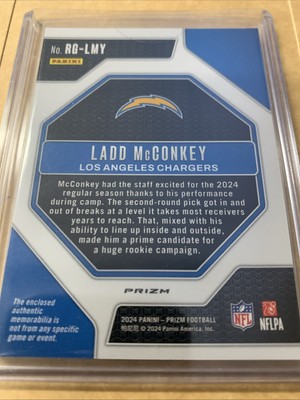 No. RG-LMY
PANINI
LADD McCONKEY
LOS ANGELES CHARGERS
McConkey had the staff excited for the 2024
regular season thanks to his performance
during camp. The second-round pick got in and
out of breaks at a level it takes most receivers
years to reach. That, mixed with his
ability to line up inside and outside,
made him a prime candidate for
a huge rookie campaign.
PRIZM
The enclosed
authentic
memorabilia is
not from any specific
game or event.
2024 PANINI – PRIZM FOOTBALL
© 2024 Panini America, Inc.
NFL
NFLPA